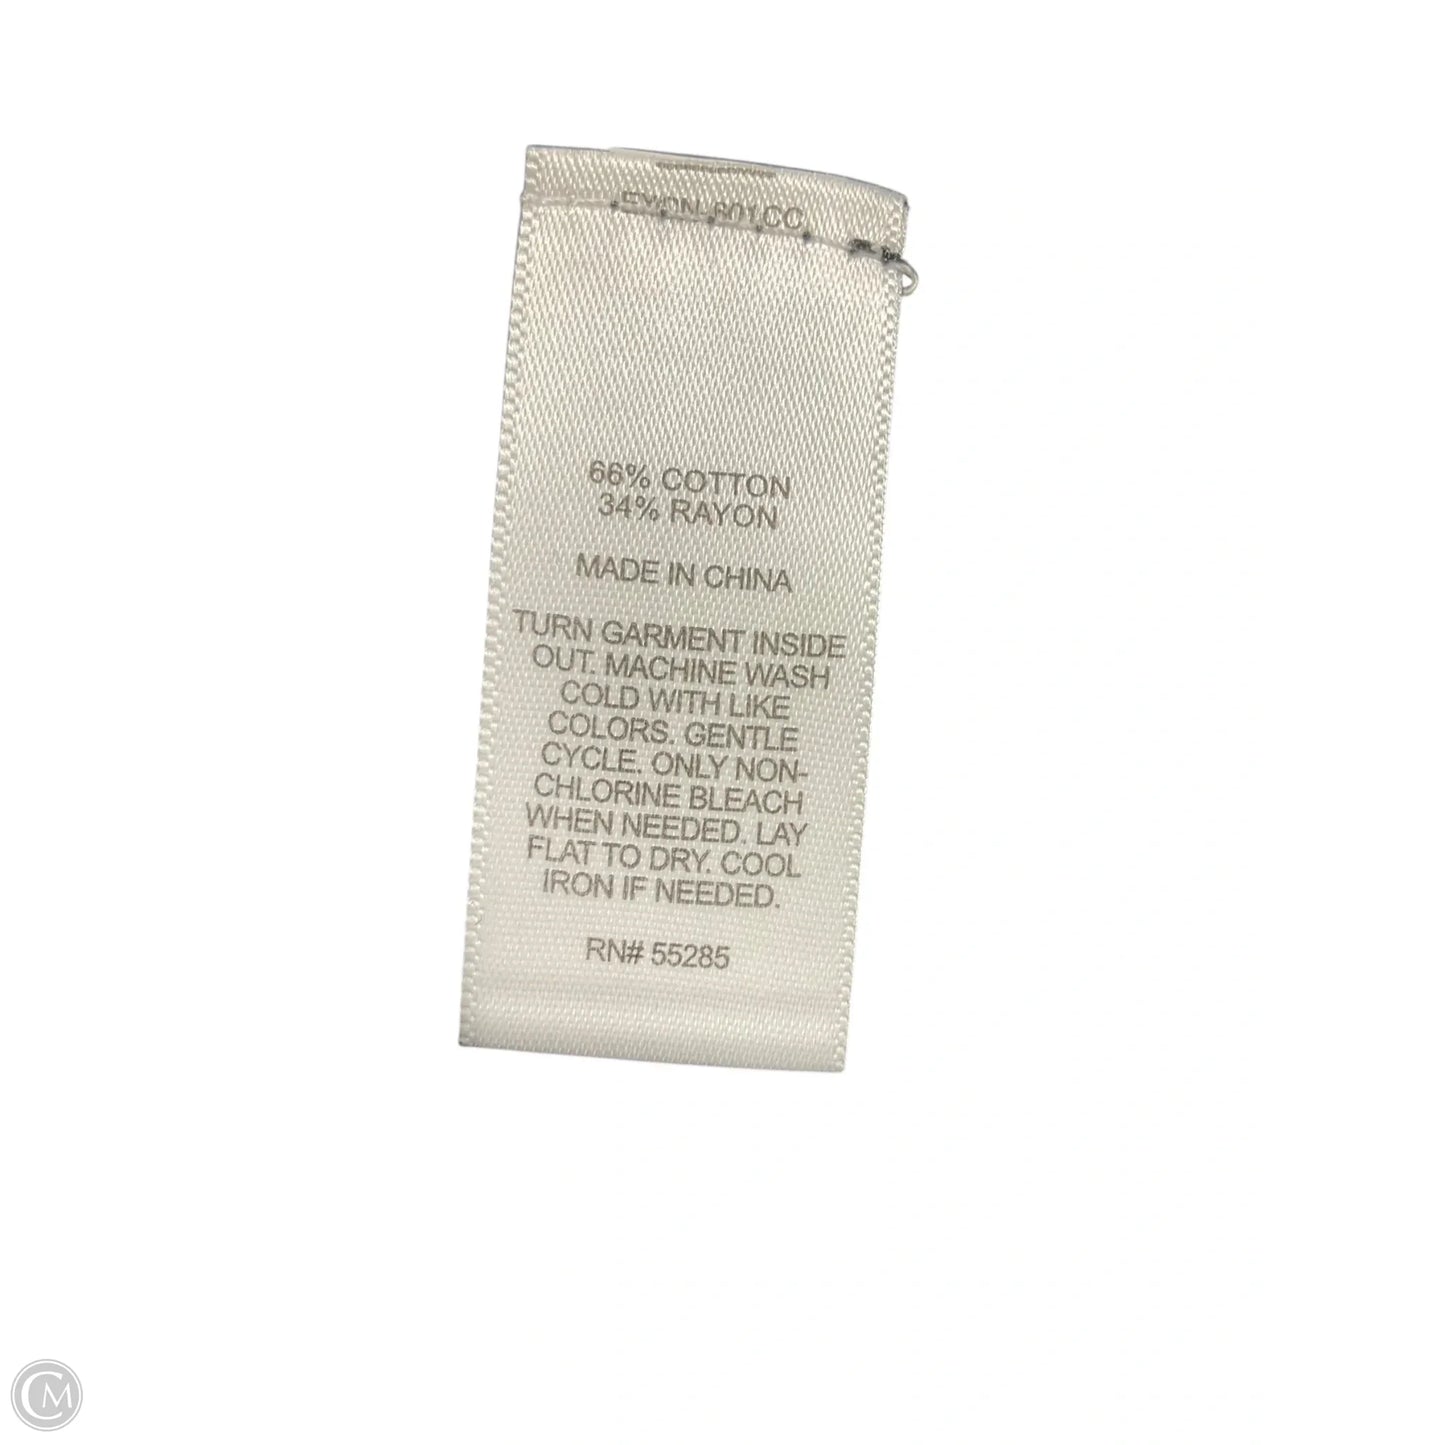 66% COTTON
34% RAYON
MADE IN CHINA
TURN GARMENT INSIDE
OUT. MACHINE WASH
COLD WITH LIKE
COLORS. GENTLE
CYCLE. ONLY NON-
CHLORINE BLEACH
WHEN NEEDED. LAY
FLAT TO DRY. COOL
IRON IF NEEDED.
RN# 55285
CM